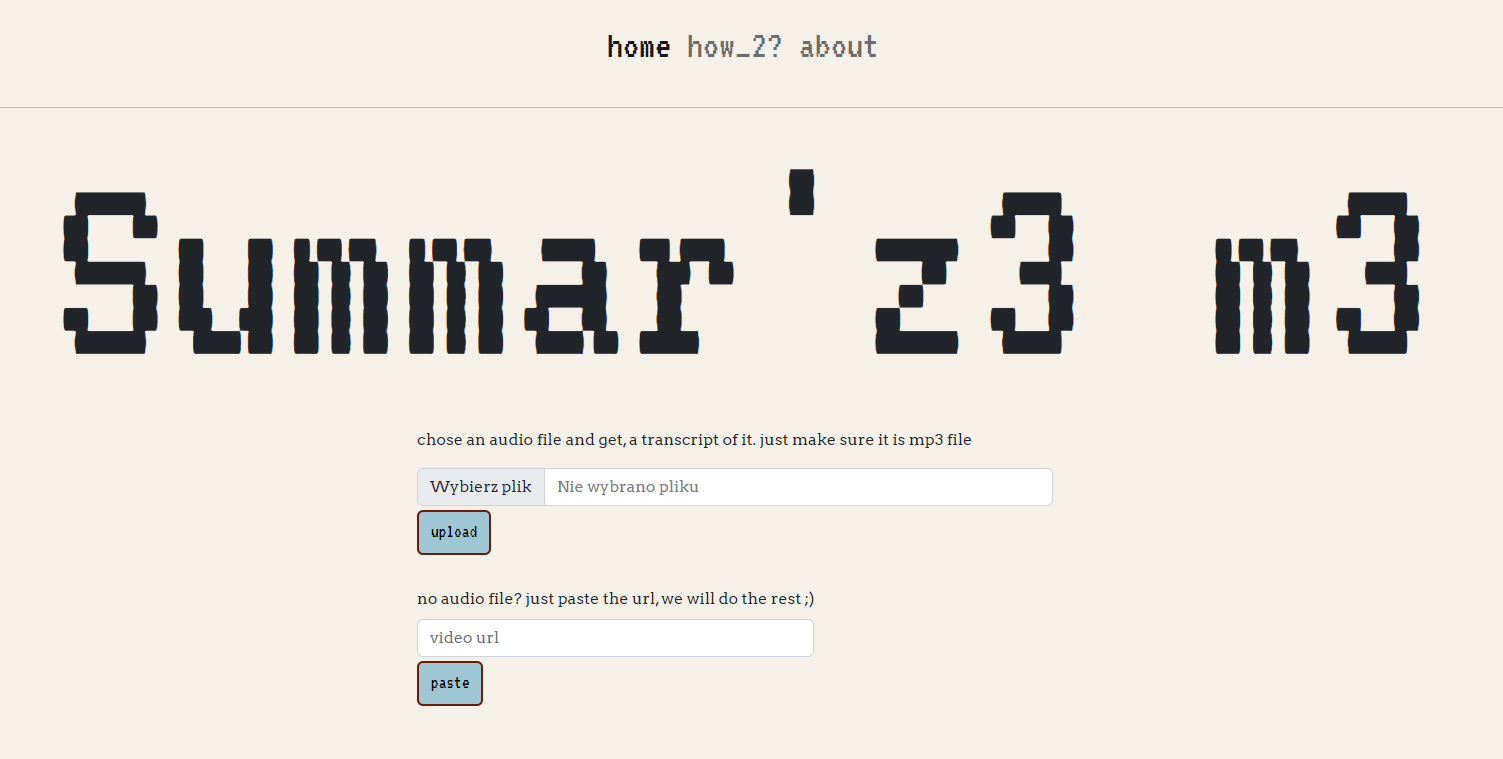 home how_2? about
Summar'z3 m3
chose an audio file and get, a transcript of it. just make sure it is mp3 file
Wybierz plik Nie wybrano pliku
upload
no audio file? just paste the url, we will do the rest ;)
video url
paste